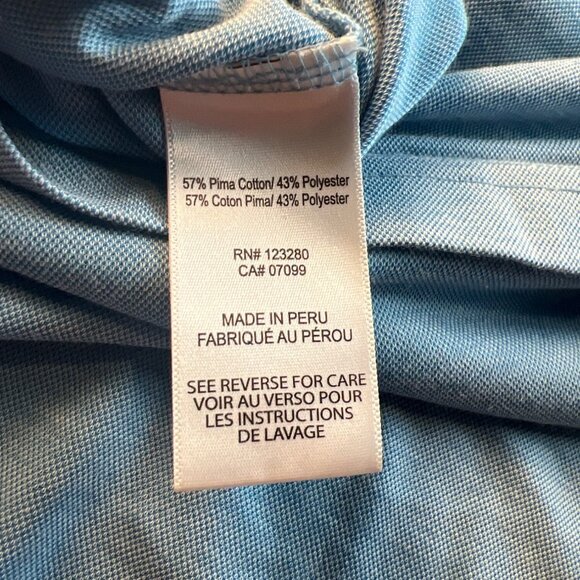 57% Pima Cotton/ 43% Polyester
57% Coton Pima/ 43% Polyester
RN# 123280
CA# 07099
MADE IN PERU
FABRIQUÉ AU PÉROU
SEE REVERSE FOR CARE
VOIR AU VERSO POUR
LES INSTRUCTIONS
DE LAVAGE